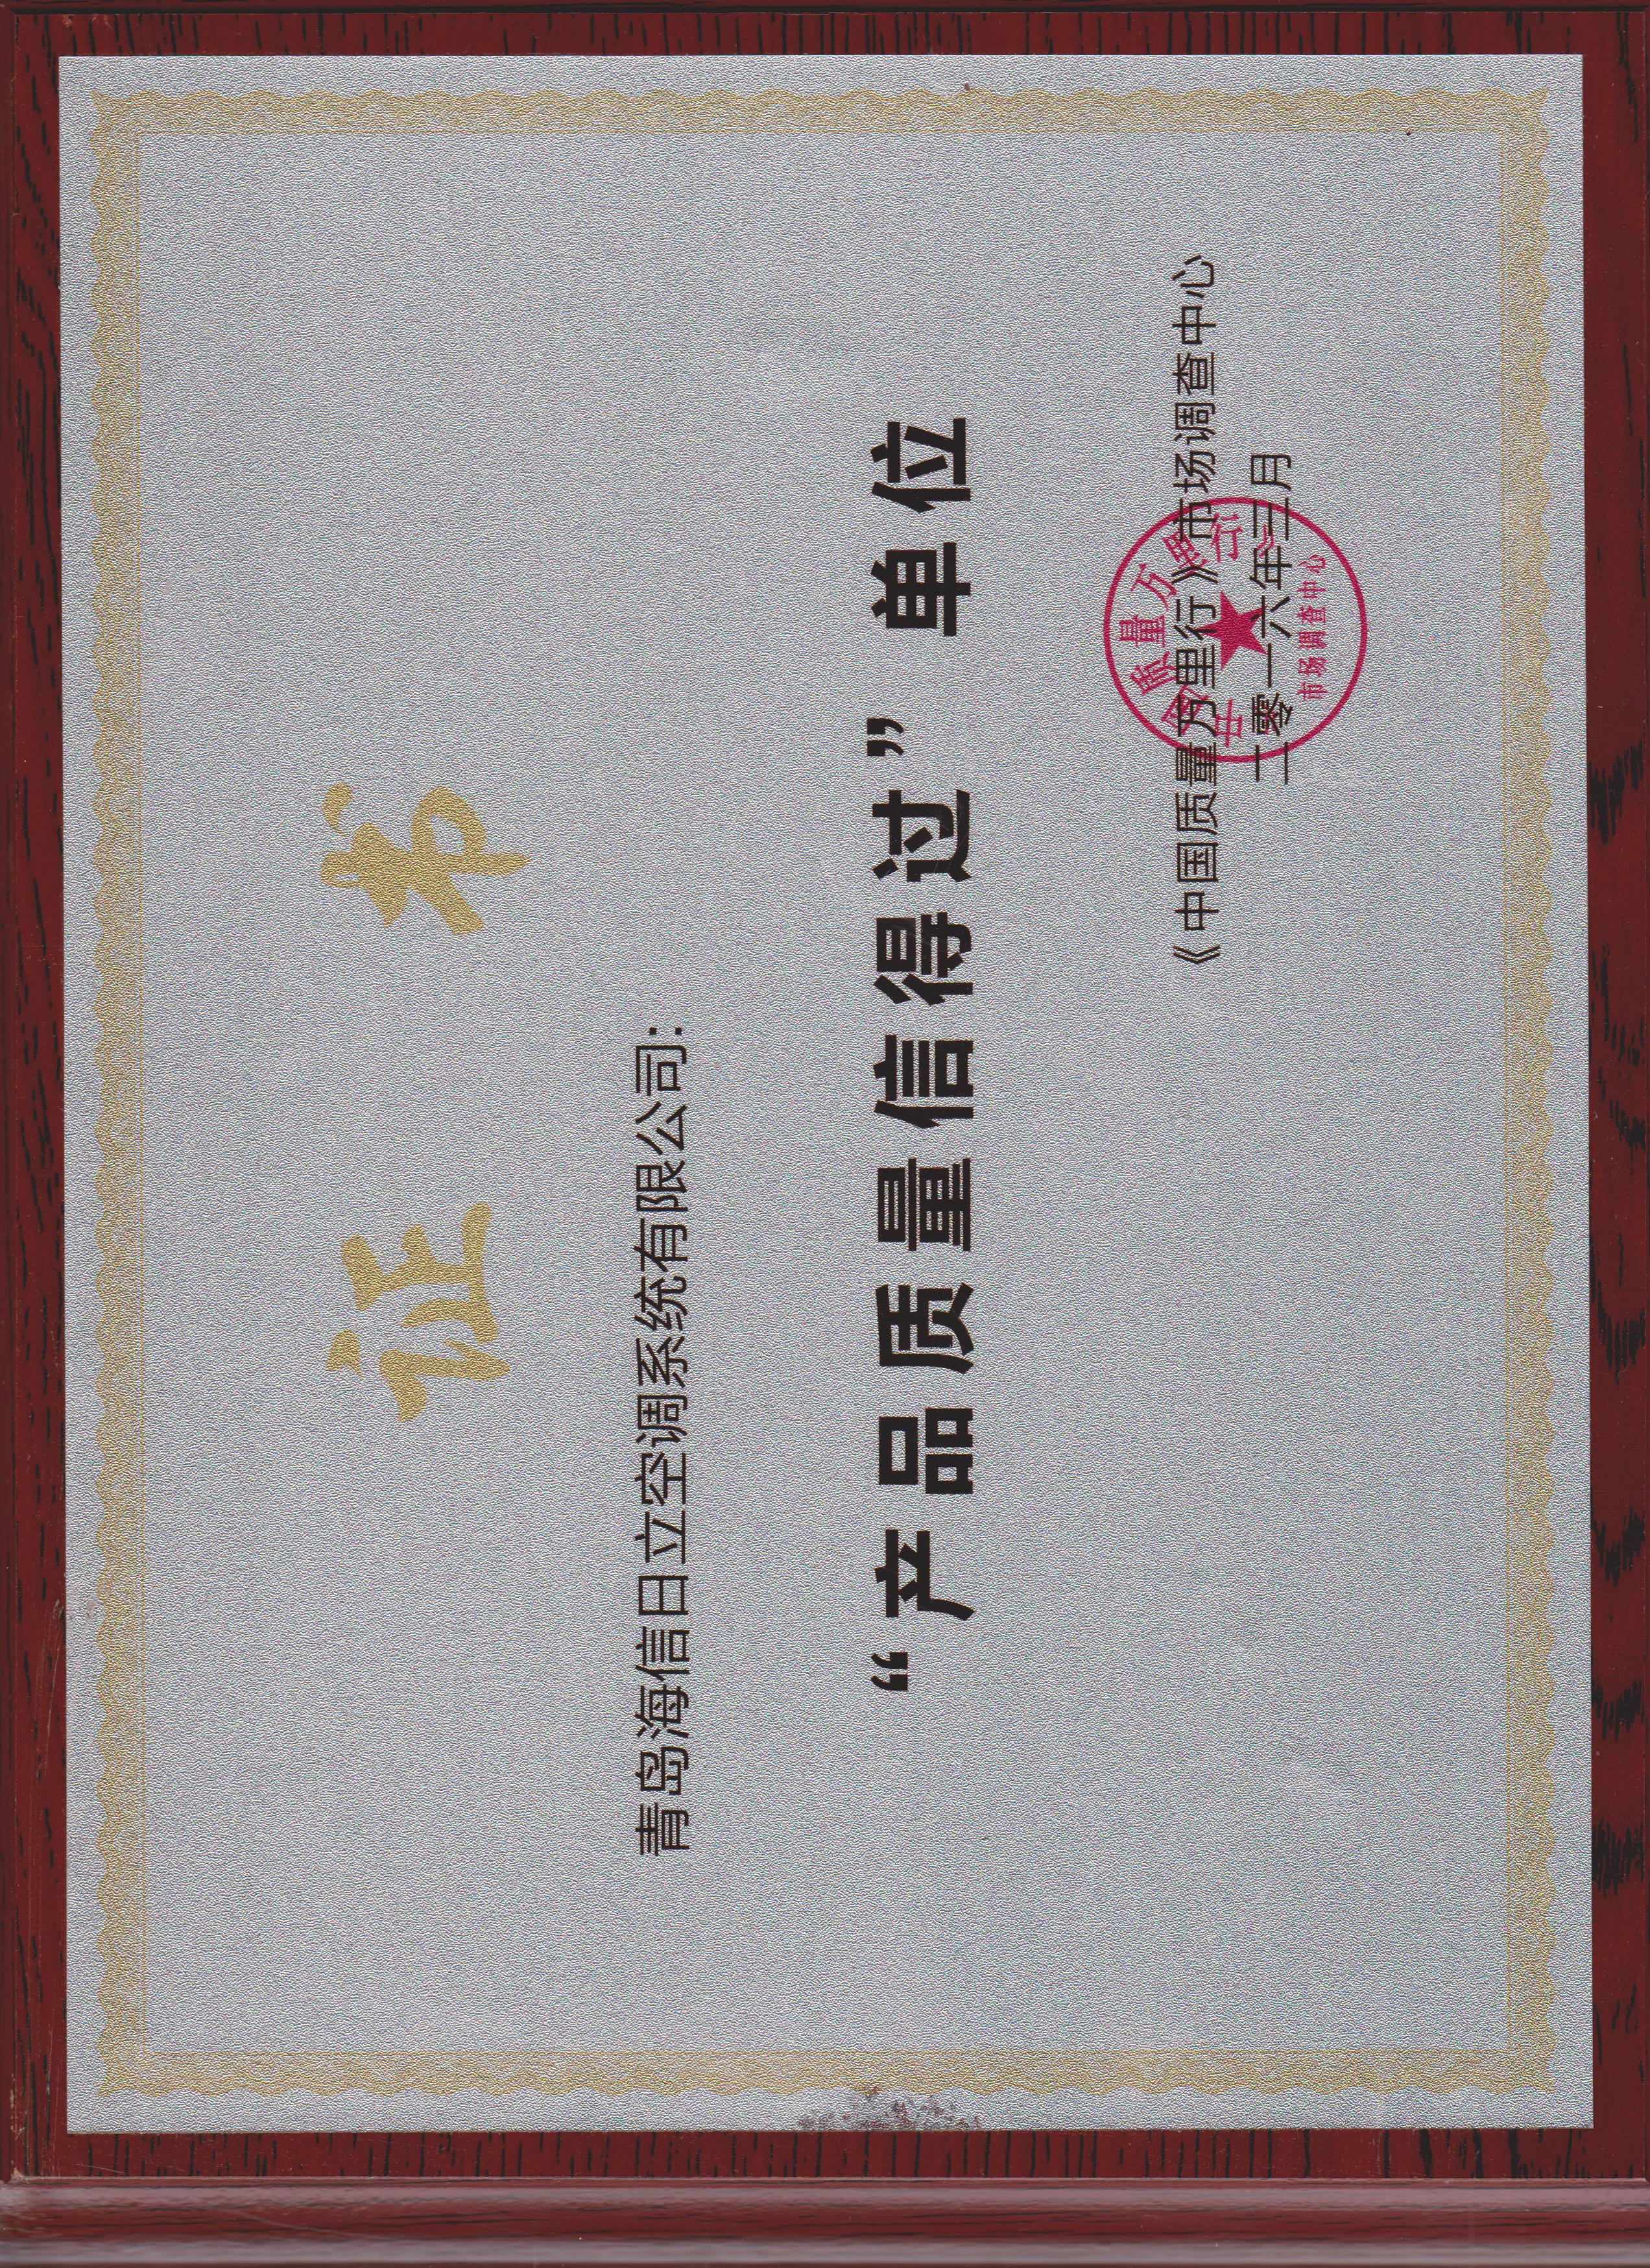 证书
青岛海信日立空调系统有限公司:
“产品质量信得过”单位
《中国质量万里行》市场调查中心
二零一六年三月
中国质量万里行
市场调查中心